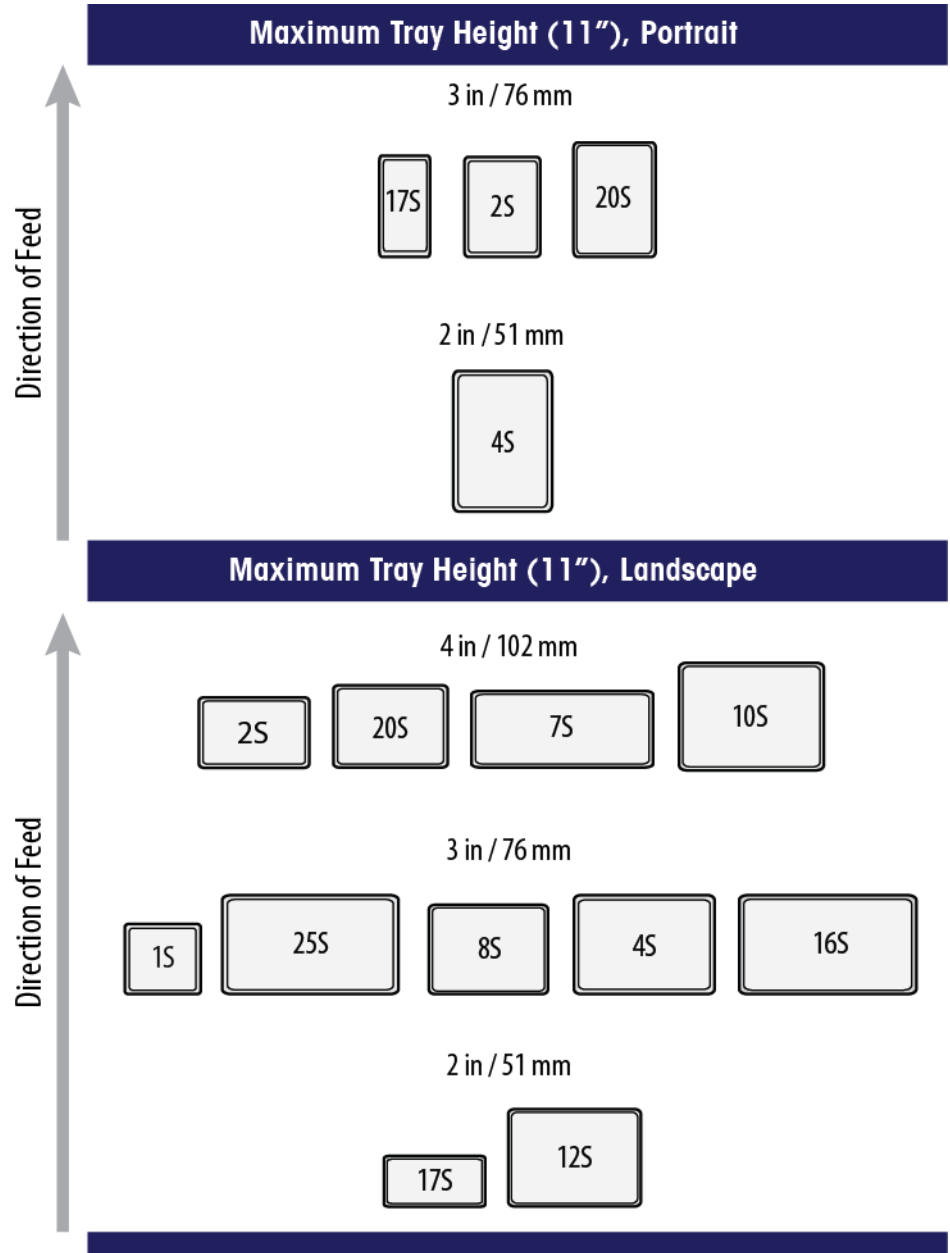 Maximum Tray Height (11″), Portrait
Direction of Feed
3 in / 76 mm
17S 2S 20S
2 in / 51 mm
4S
Maximum Tray Height (11″), Landscape
Direction of Feed
4 in / 102 mm
2S 20S 7S 10S
3 in / 76 mm
1S 25S 8S 4S 16S
2 in / 51 mm
17S 12S